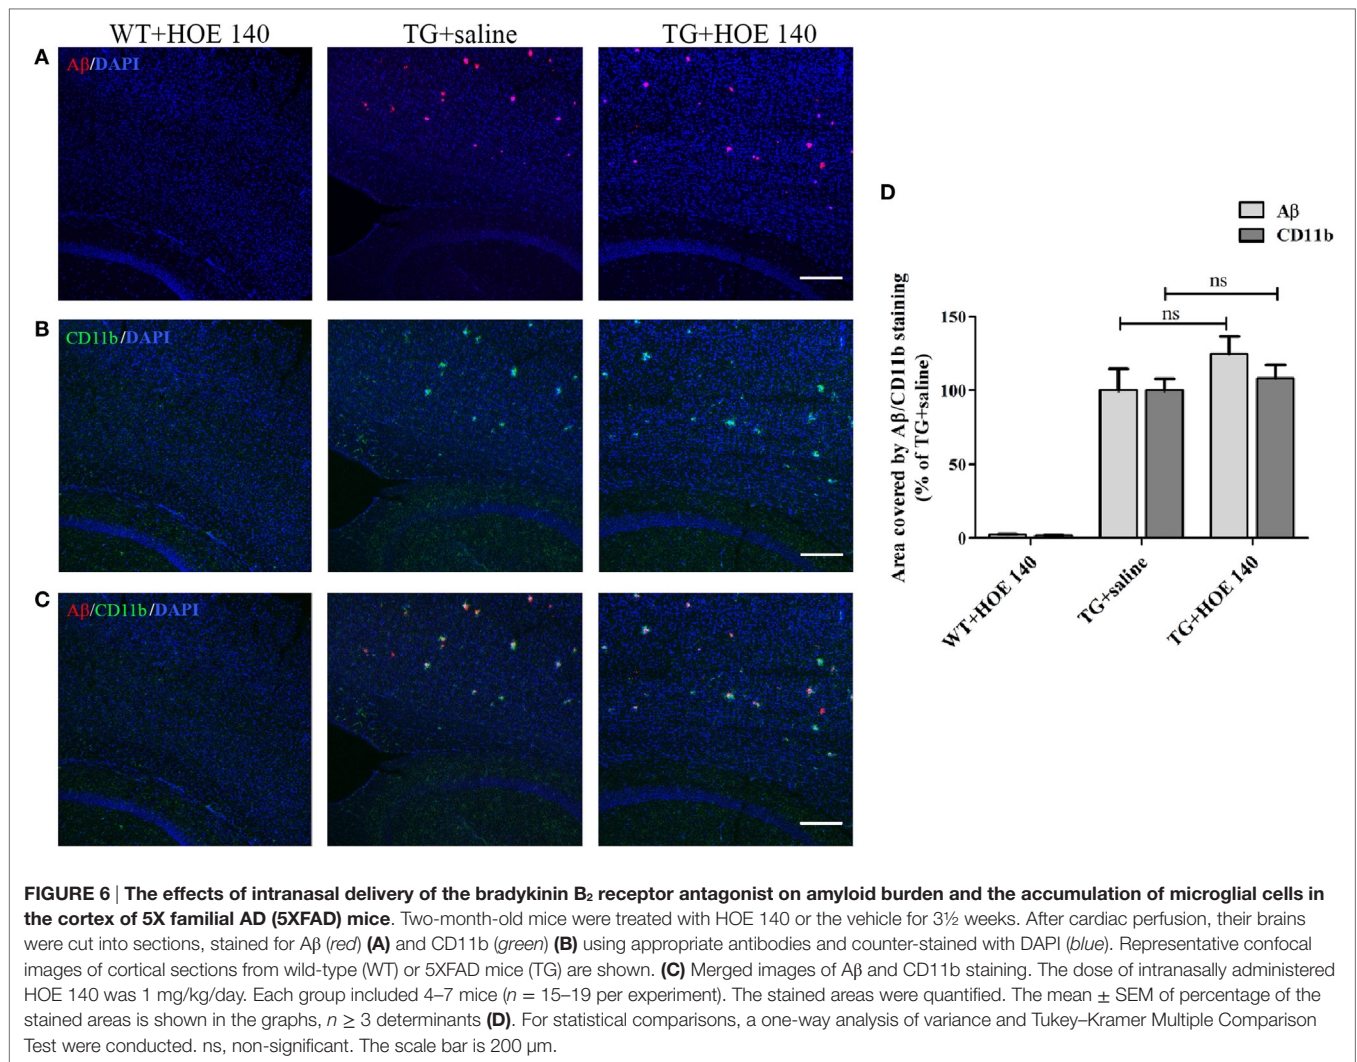 WT+HOE 140
TG+saline
TG+HOE 140
A
Aβ/DAPI
B
CD11b/DAPI
C
Aβ/CD11b/DAPI
D
Aβ
CD11b
Area covered by Aβ/CD11b staining
(% of TG+saline)
150
100
50
0
ns
ns
WT+HOE 140
TG+saline
TG+HOE 140
FIGURE 6 | The effects of intranasal delivery of the bradykinin B₂ receptor antagonist on amyloid burden and the accumulation of microglial cells in
the cortex of 5X familial AD (5XFAD) mice. Two-month-old mice were treated with HOE 140 or the vehicle for 3½ weeks. After cardiac perfusion, their brains
were cut into sections, stained for Aβ (red) (A) and CD11b (green) (B) using appropriate antibodies and counter-stained with DAPI (blue). Representative confocal
images of cortical sections from wild-type (WT) or 5XFAD mice (TG) are shown. (C) Merged images of Aβ and CD11b staining. The dose of intranasally administered
HOE 140 was 1 mg/kg/day. Each group included 4–7 mice (n = 15–19 per experiment). The stained areas were quantified. The mean ± SEM of percentage of the
stained areas is shown in the graphs, n ≥ 3 determinants (D). For statistical comparisons, a one-way analysis of variance and Tukey–Kramer Multiple Comparison
Test were conducted. ns, non-significant. The scale bar is 200 μm.